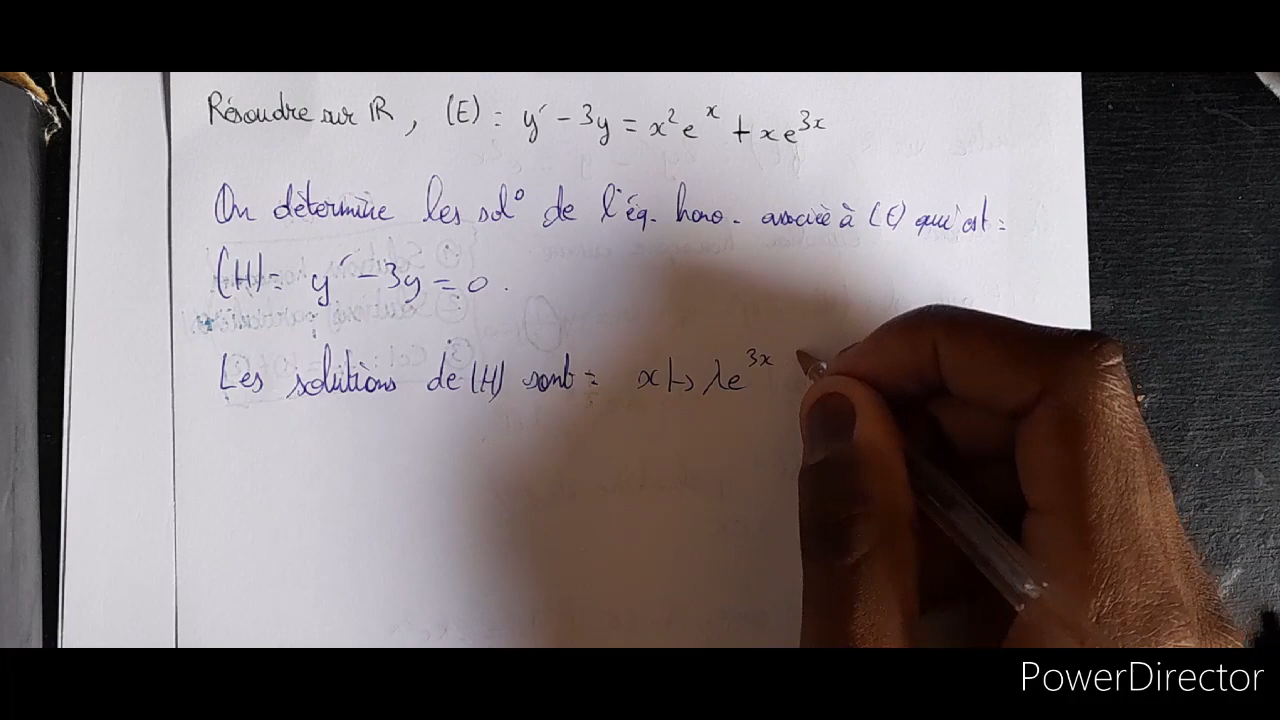 Résoudre sur ℝ, (E) : y' - 3y = x²eˣ + xe³ˣ
On détermine les sol° de l'éq. homo. associée à (E) qui est :
(H) = y' - 3y = 0.
Les solutions de (H) sont : x ↦ λe³ˣ
PowerDirector